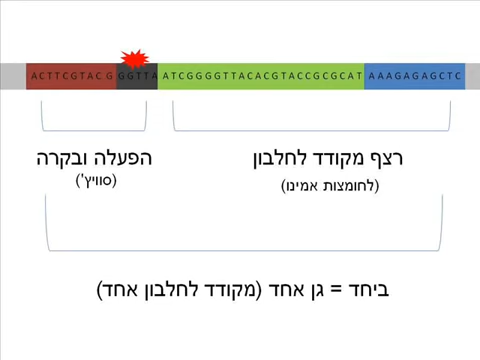 ACTTCGTACGGGTTAATCGGGGTTACACGTACCGCGCATAAAGAGAGCTC
רצף מקודד לחלבון
(לחומצות אמינו)
הפעלה ובקרה
(סוויץ')
ביחד = גן אחד (מקודד לחלבון אחד)